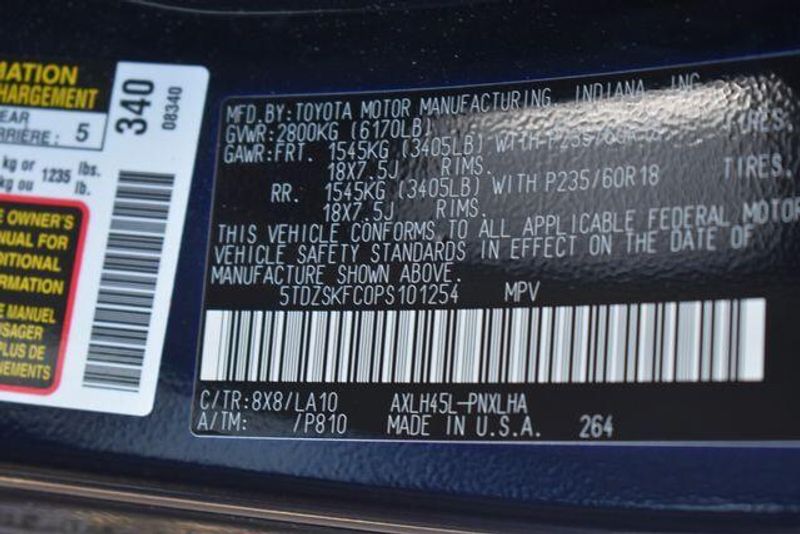 MATION
HARGEMENT
EAR
RRIÈRE : 5
340
08340
kg or 1235 lbs.
kg ou lb.
E OWNER'S
NUAL FOR
DITIONAL
ORMATION
E MANUEL
USAGER
PLUS DE
NEMENTS
MFD.BY:TOYOTA MOTOR MANUFACTURING, INDIANA, INC.
GVWR:2800KG (6170LB)
GAWR:FRT. 1545KG (3405LB) WITH TIRES,
18X7.5J RIMS.
RR. 1545KG (3405LB) WITH P235/60R18 TIRES,
18X7.5J RIMS.
THIS VEHICLE CONFORMS TO ALL APPLICABLE FEDERAL MOTOR
VEHICLE SAFETY STANDARDS IN EFFECT ON THE DATE OF
MANUFACTURE SHOWN ABOVE.
5TDZSKFC0PS101254 MPV
C/TR:8X8/LA10 AXLH45L-PNXLHA
A/TM: /P810 MADE IN U.S.A. 264